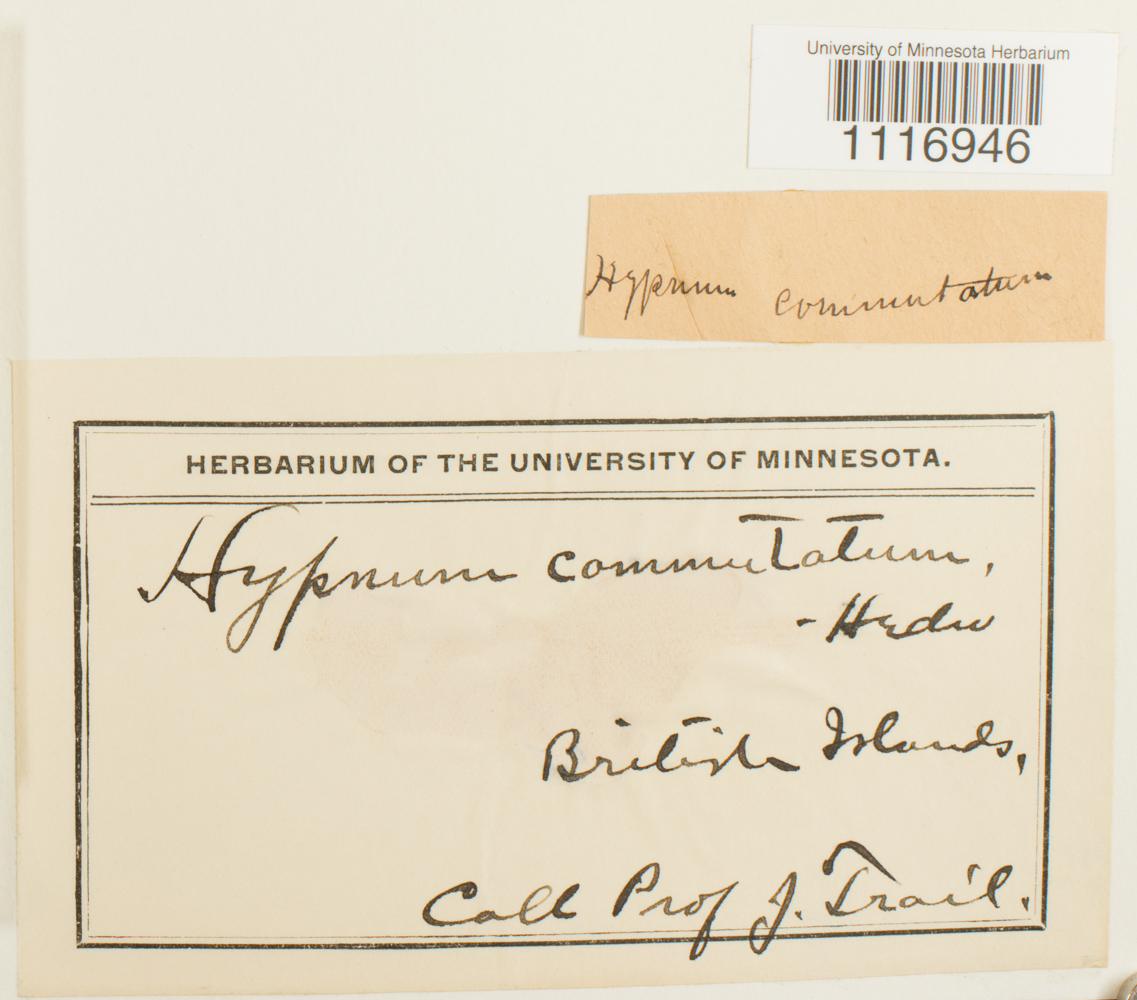 University of Minnesota Herbarium
1116946
Hypnum commutatum
HERBARIUM OF THE UNIVERSITY OF MINNESOTA.
Hypnum commutatum,
- Hedw
British Islands,
Coll Prof J. Trail.